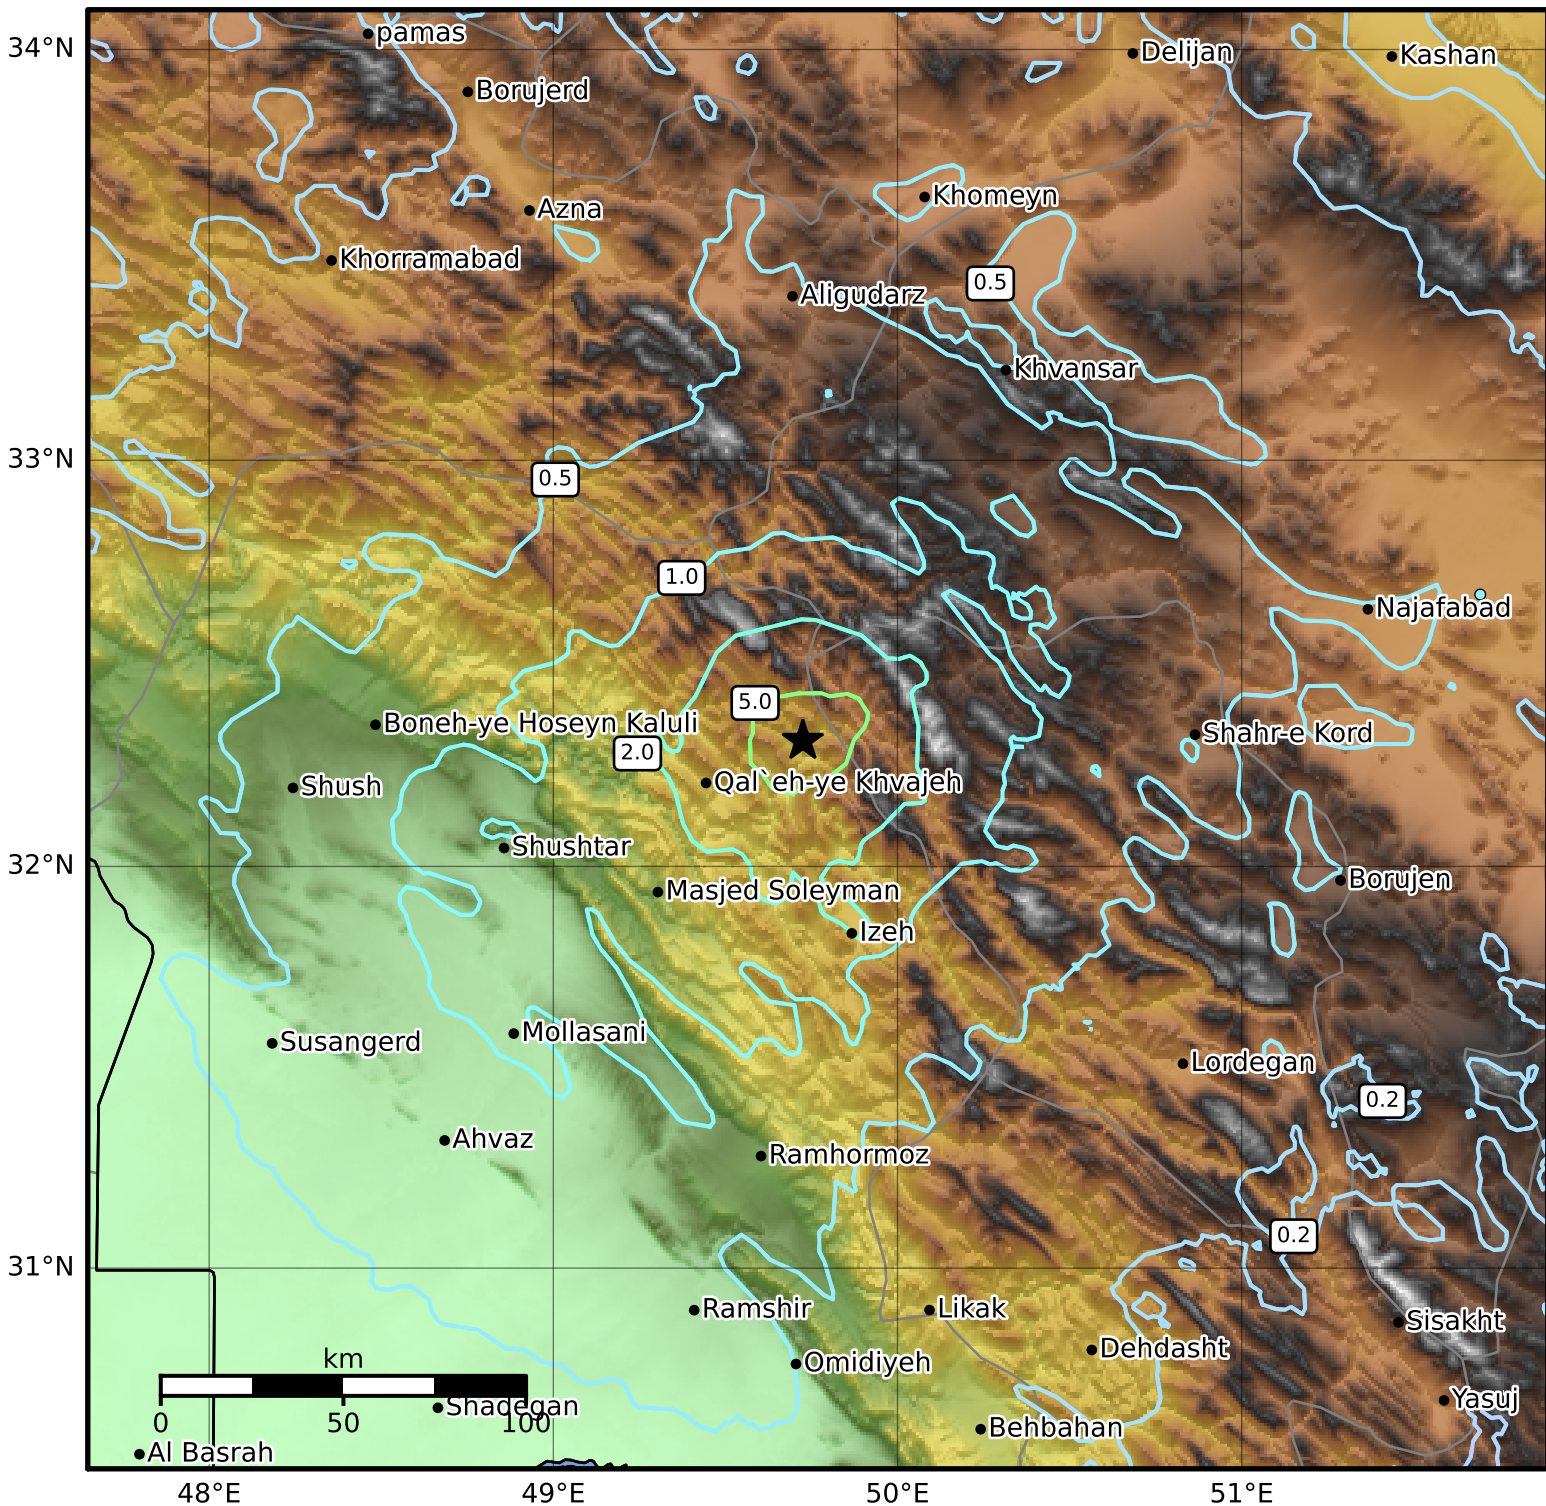 pamas
34°N
Delijan
Kashan
Borujerd
Khomeyn
Azna
Khorramabad
0.5
Aligudarz
Khvansar
33°N
0.5
1.0
Najafabad
5.0
Boneh-ye Hoseyn Kaluli
Shahr-e Kord
2.0
Qal`eh-ye Khvajeh
Shush
Shushtar
32°N
Borujen
Masjed Soleyman
Izeh
Mollasani
Susangerd
Lordegan
0.2
Ahvaz
Ramhormoz
0.2
31°N
Ramshir
Likak
Sisakht
Dehdasht
km
Omidiyeh
Yasuj
Shadegan
0 50 100
Behbahan
Al Basrah
48°E 49°E 50°E 51°E